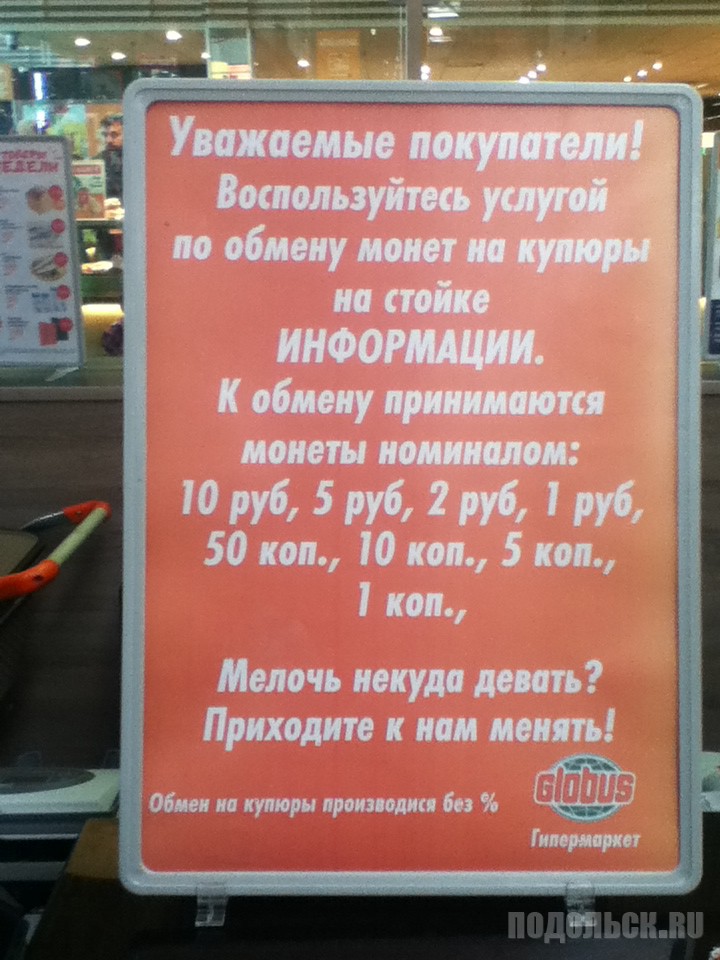 Уважаемые покупатели!
Воспользуйтесь услугой
по обмену монет на купюры
на стойке
ИНФОРМАЦИИ.
К обмену принимаются
монеты номиналом:
10 руб, 5 руб, 2 руб, 1 руб,
50 коп., 10 коп., 5 коп.,
1 коп.,
Мелочь некуда девать?
Приходите к нам менять!
Обмен на купюры производися без %
GLOBUS
Гипермаркет
ПОДОЛЬСК.RU